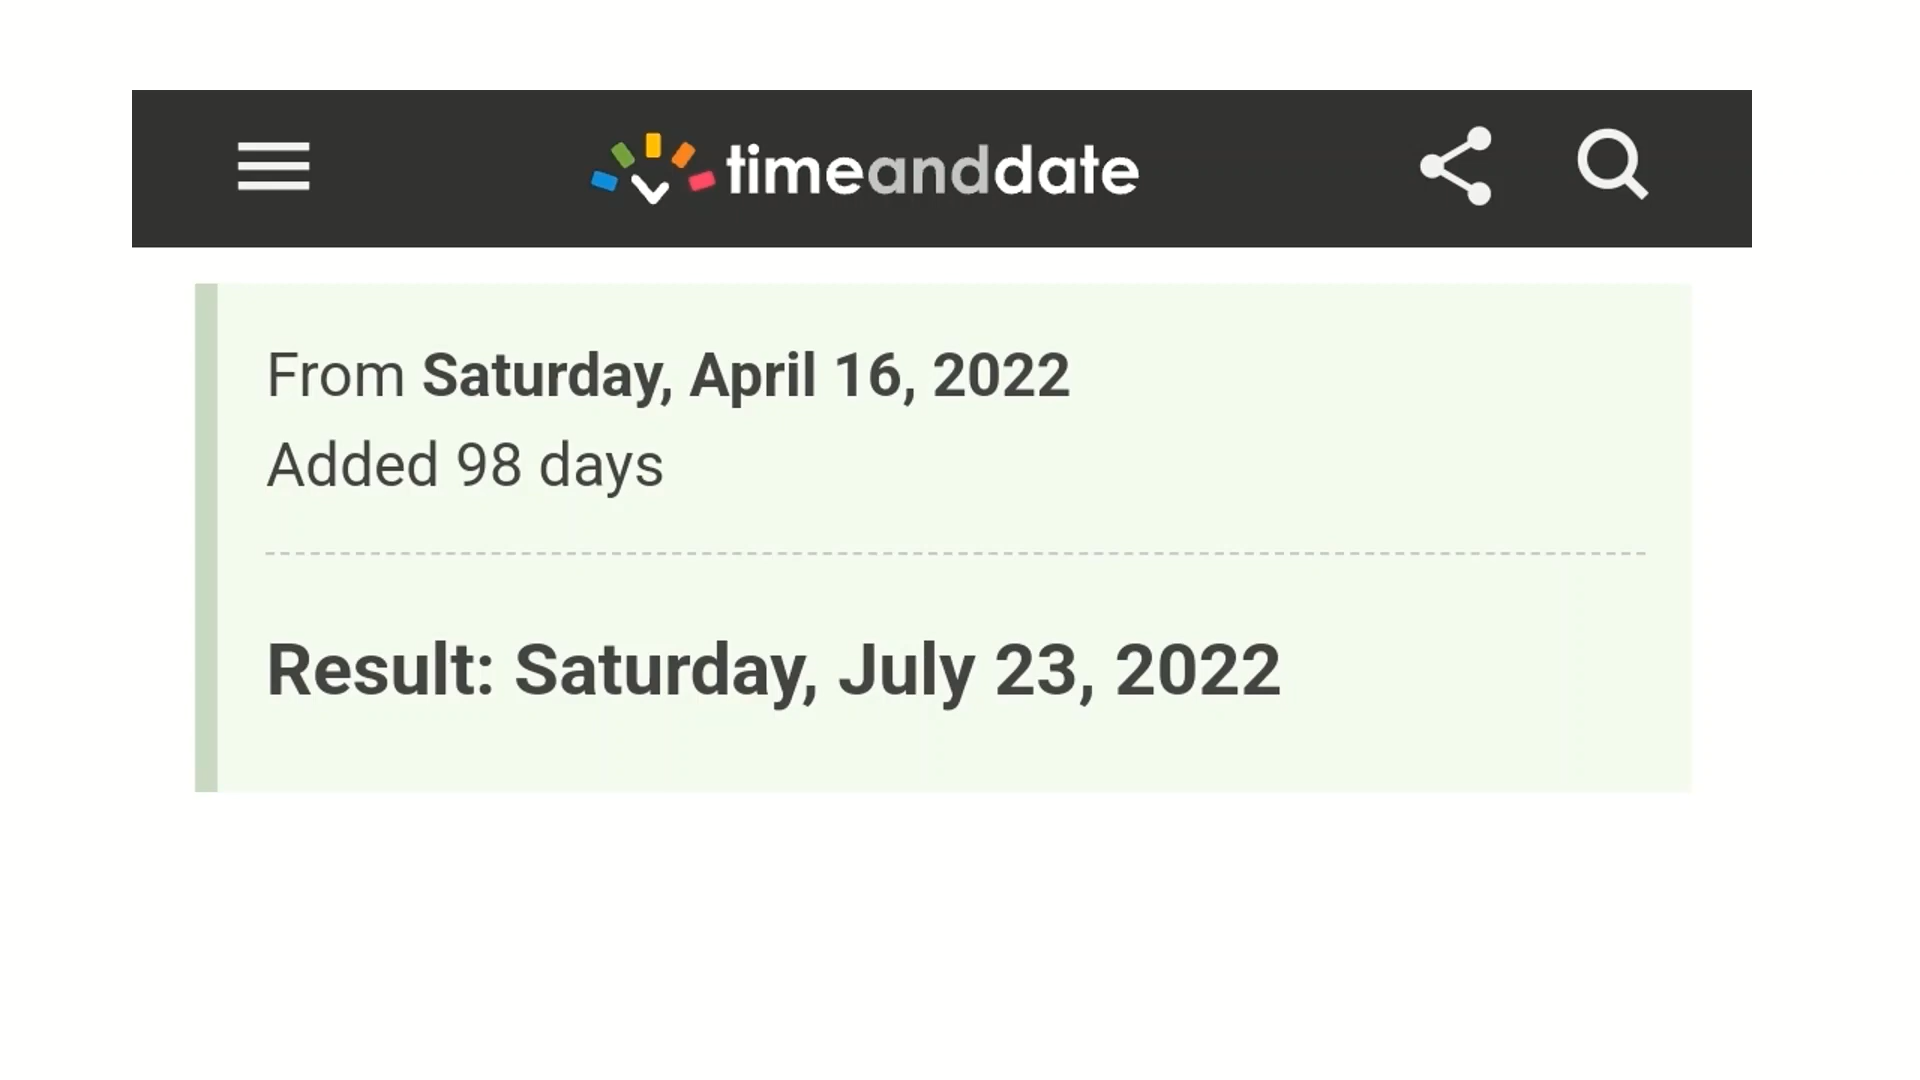 timeanddate
From Saturday, April 16, 2022
Added 98 days
Result: Saturday, July 23, 2022